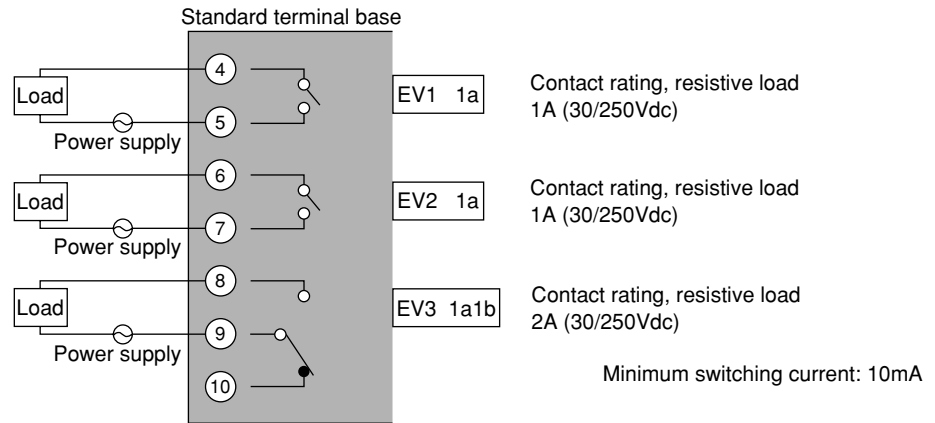 Standard terminal base
Load
Power supply
4
5
EV1 1a
Contact rating, resistive load
1A (30/250Vdc)
Load
Power supply
6
7
EV2 1a
Contact rating, resistive load
1A (30/250Vdc)
Load
Power supply
8
9
10
EV3 1a1b
Contact rating, resistive load
2A (30/250Vdc)
Minimum switching current: 10mA